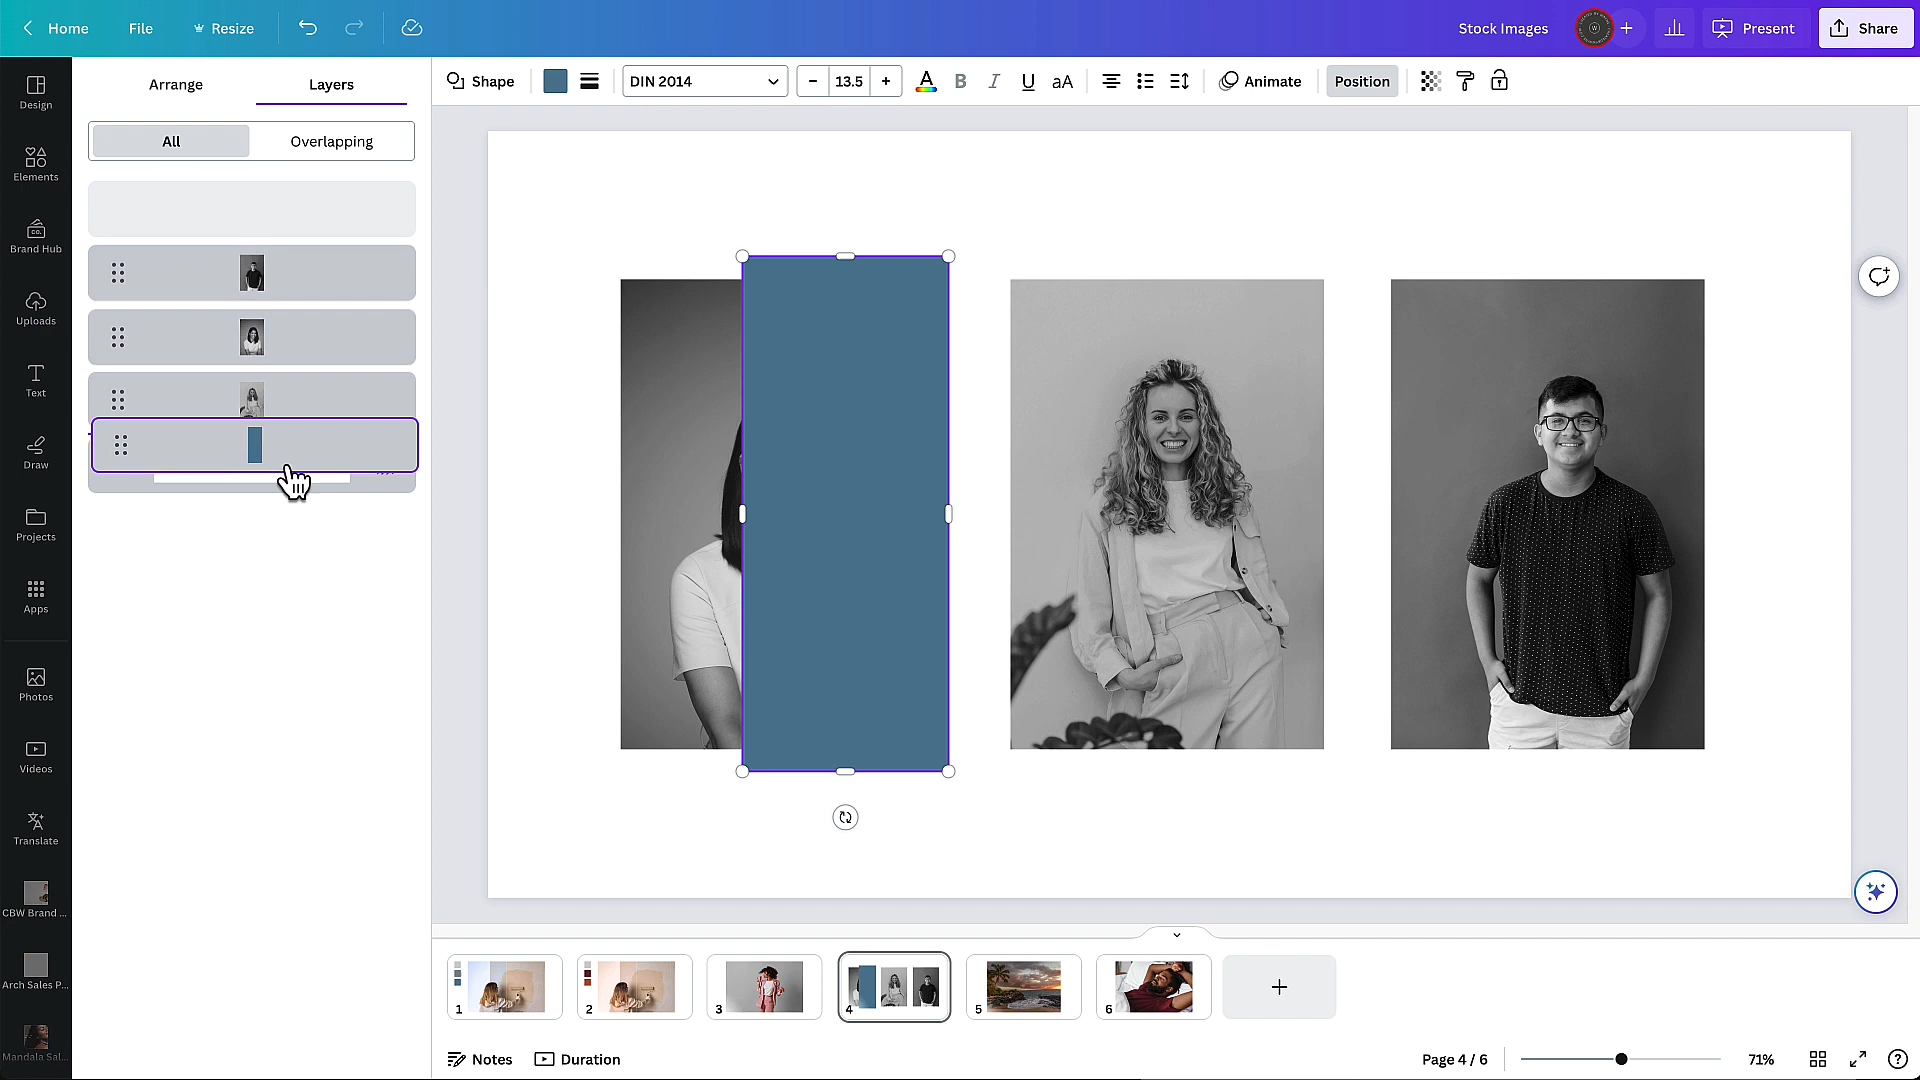 Home
File
Resize
Stock Images
Present
Share
Arrange
Layers
Shape
DIN 2014
–
13.5
+
A
B
I
U
aA
Animate
Position
All
Overlapping
Design
Elements
Brand Hub
Uploads
Text
Draw
Projects
Apps
Photos
Videos
Translate
CBW Brand ...
Arch Sales P...
Mandala Sal...
1
2
3
4
5
6
+
Notes
Duration
Page 4 / 6
71%
?